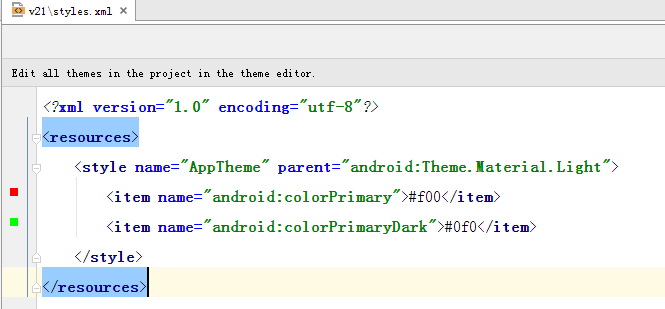 v21\styles.xml
Edit all themes in the project in the theme editor.
<?xml version="1.0" encoding="utf-8"?>
<resources>
<style name="AppTheme" parent="android:Theme.Material.Light">
<item name="android:colorPrimary">#f00</item>
<item name="android:colorPrimaryDark">#0f0</item>
</style>
</resources>